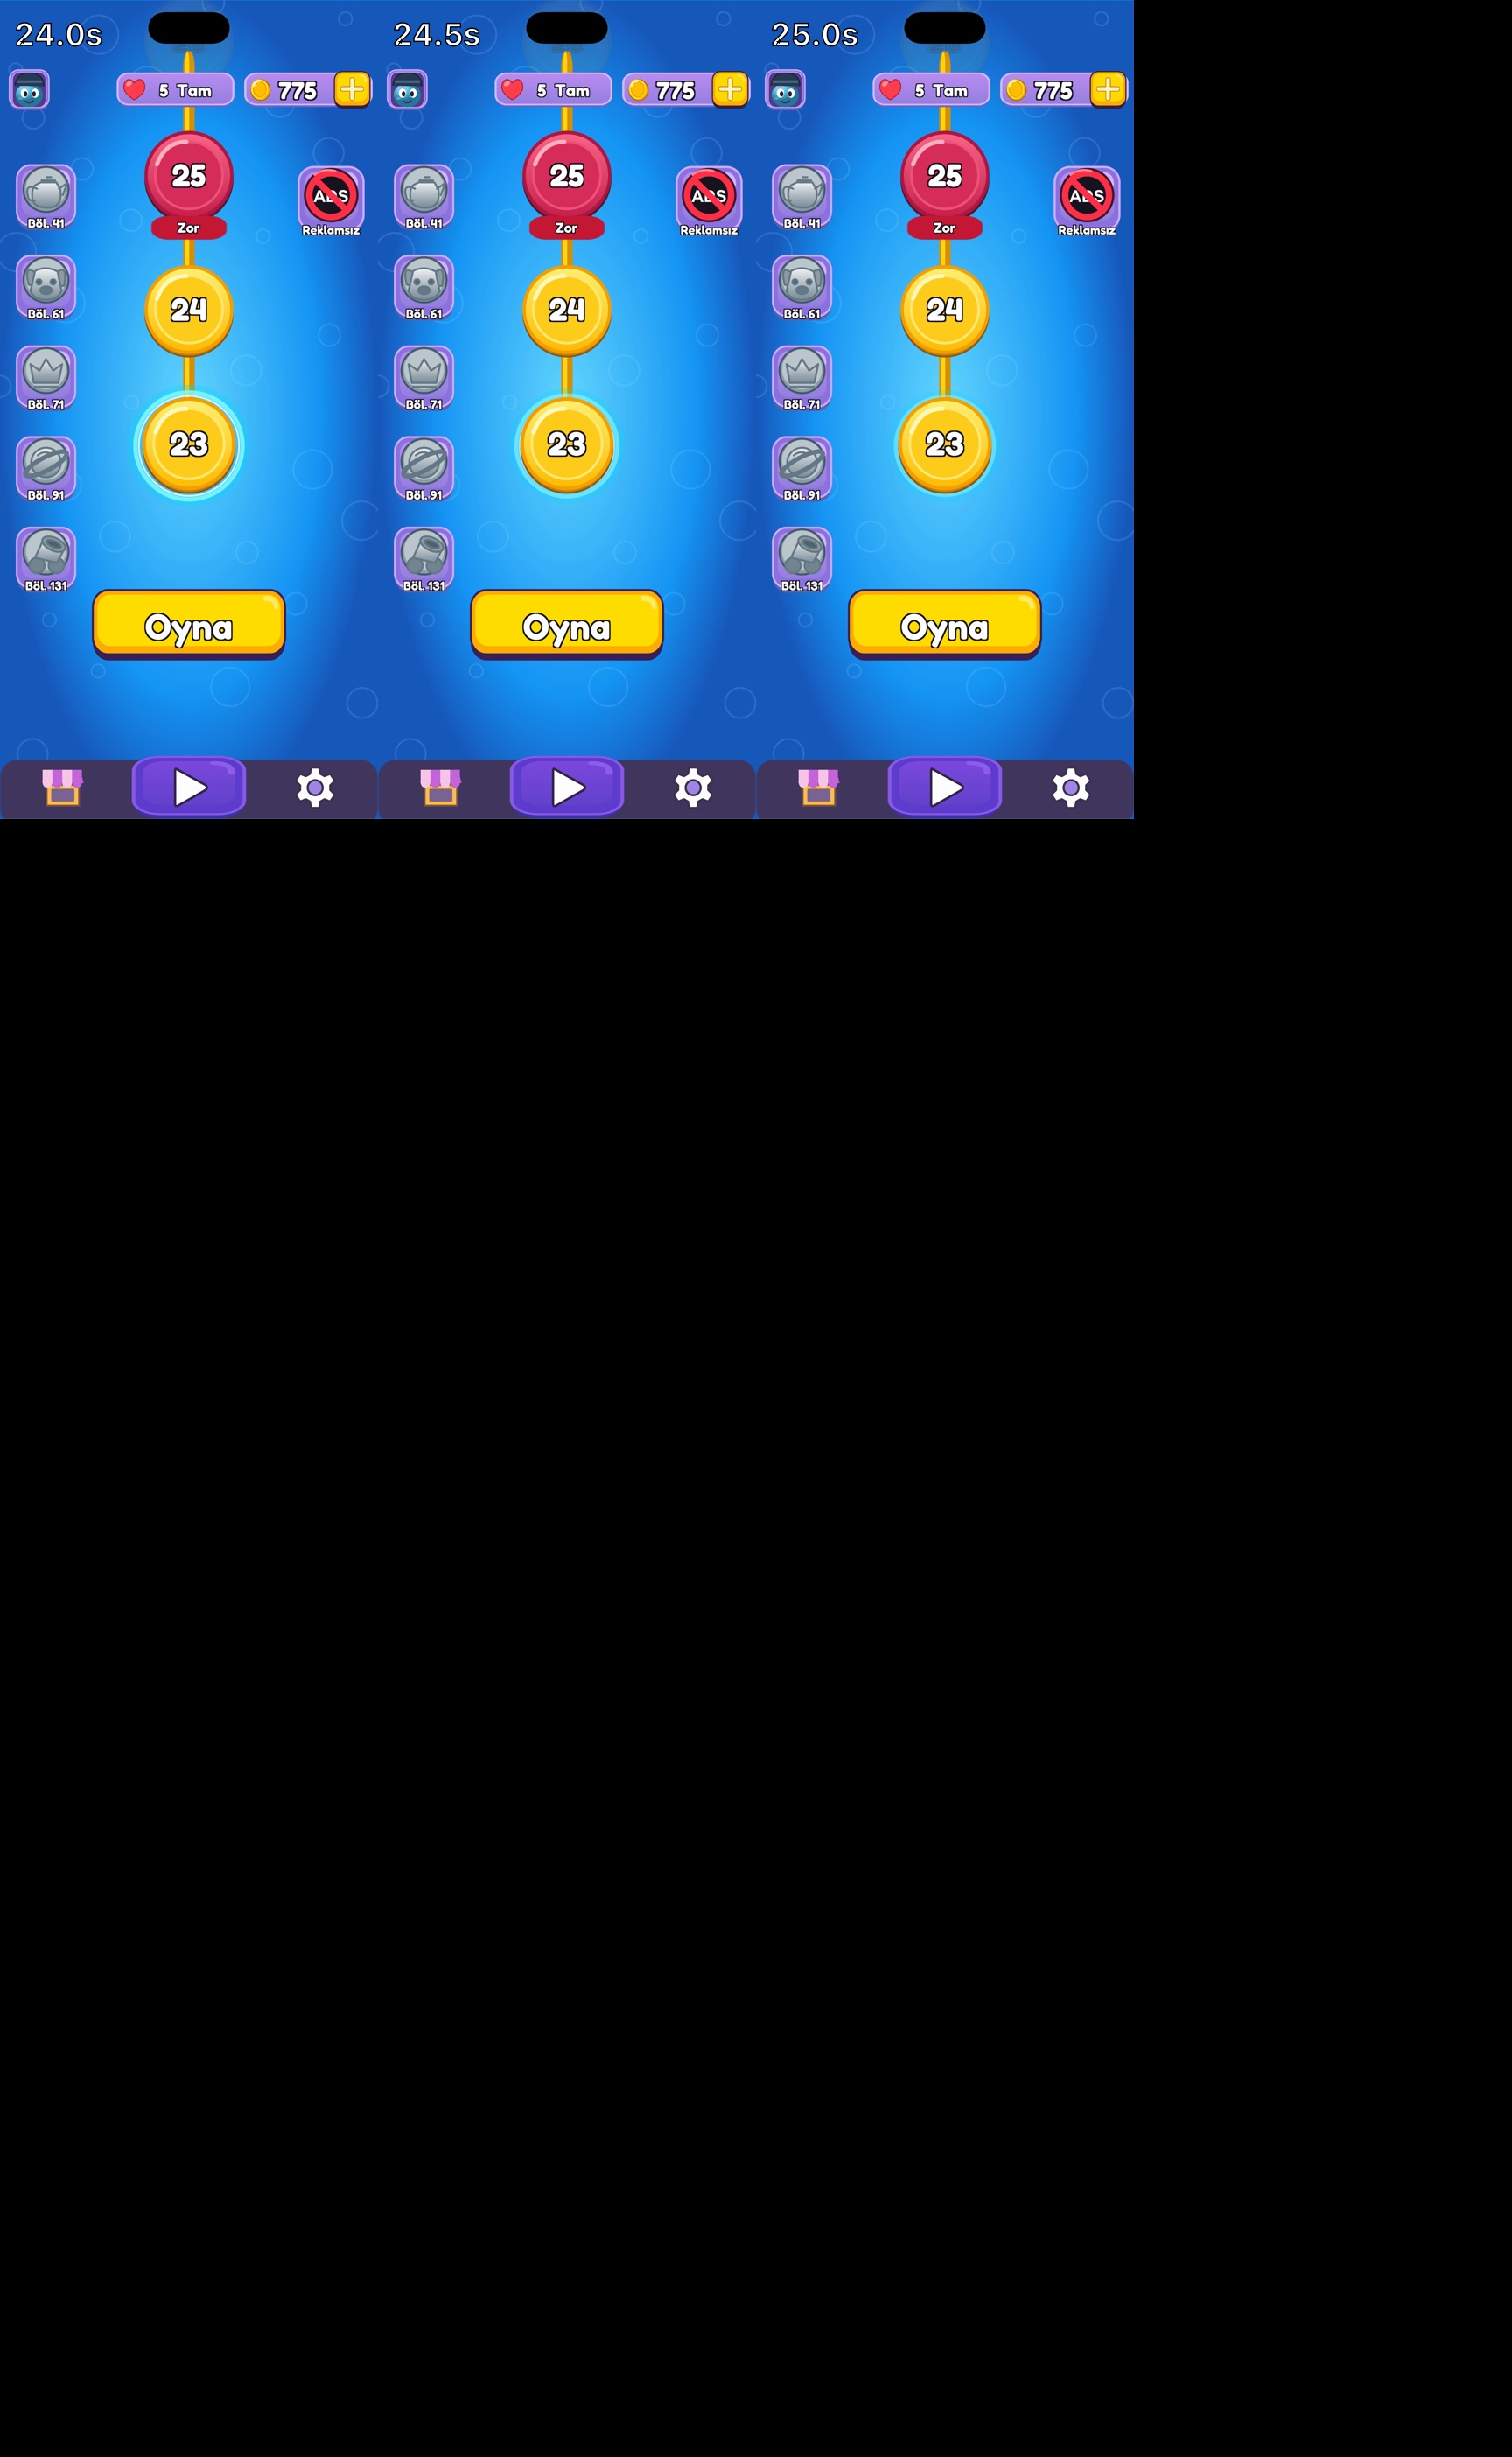 24.0s
5 Tam
775
25
Zor
Böl. 41
ADS
Reklamsız
24
Böl. 61
Böl. 71
23
Böl. 91
Böl. 131
Oyna
24.5s
5 Tam
775
25
Zor
Böl. 41
ADS
Reklamsız
24
Böl. 61
Böl. 71
23
Böl. 91
Böl. 131
Oyna
25.0s
5 Tam
775
25
Zor
Böl. 41
ADS
Reklamsız
24
Böl. 61
Böl. 71
23
Böl. 91
Böl. 131
Oyna